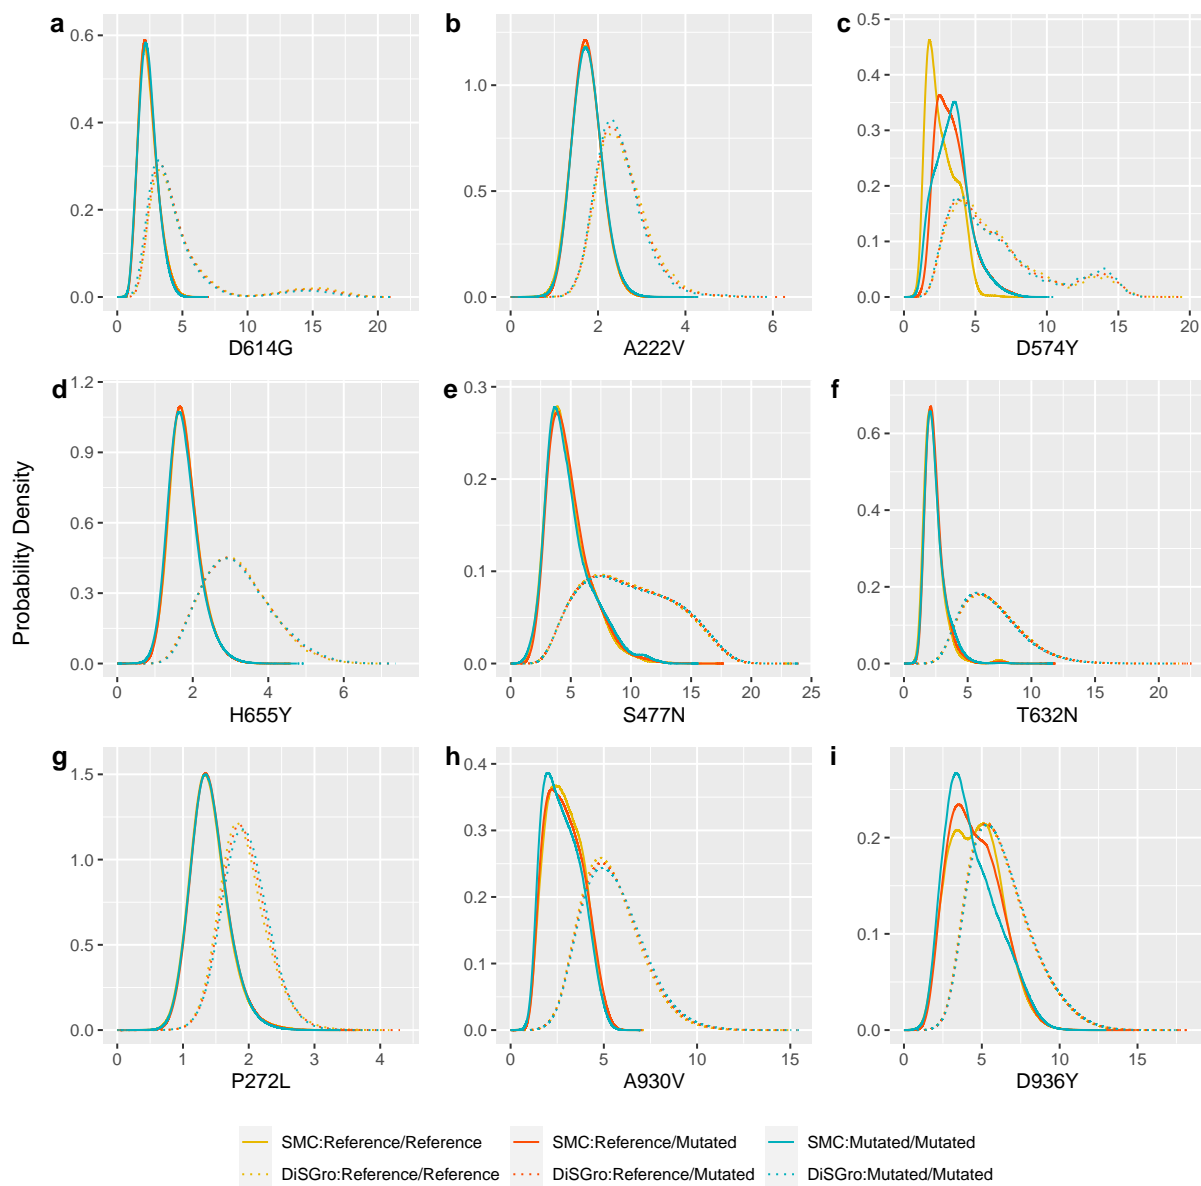 a
b
c
0.6
0.4
0.2
0.0
1.0
0.5
0.0
0.5
0.4
0.3
0.2
0.1
0.0
0 5 10 15 20
0 2 4 6
0 5 10 15 20
D614G
A222V
D574Y
d
e
f
1.2
0.9
0.6
0.3
0.0
0.3
0.2
0.1
0.0
0.6
0.4
0.2
0.0
0 2 4 6
0 5 10 15 20 25
0 5 10 15 20
H655Y
S477N
T632N
Probability Density
g
h
i
1.5
1.0
0.5
0.0
0.4
0.3
0.2
0.1
0.0
0.2
0.1
0.0
0 1 2 3 4
0 5 10 15
0 5 10 15
P272L
A930V
D936Y
SMC:Reference/Reference
SMC:Reference/Mutated
SMC:Mutated/Mutated
DiSGro:Reference/Reference
DiSGro:Reference/Mutated
DiSGro:Mutated/Mutated